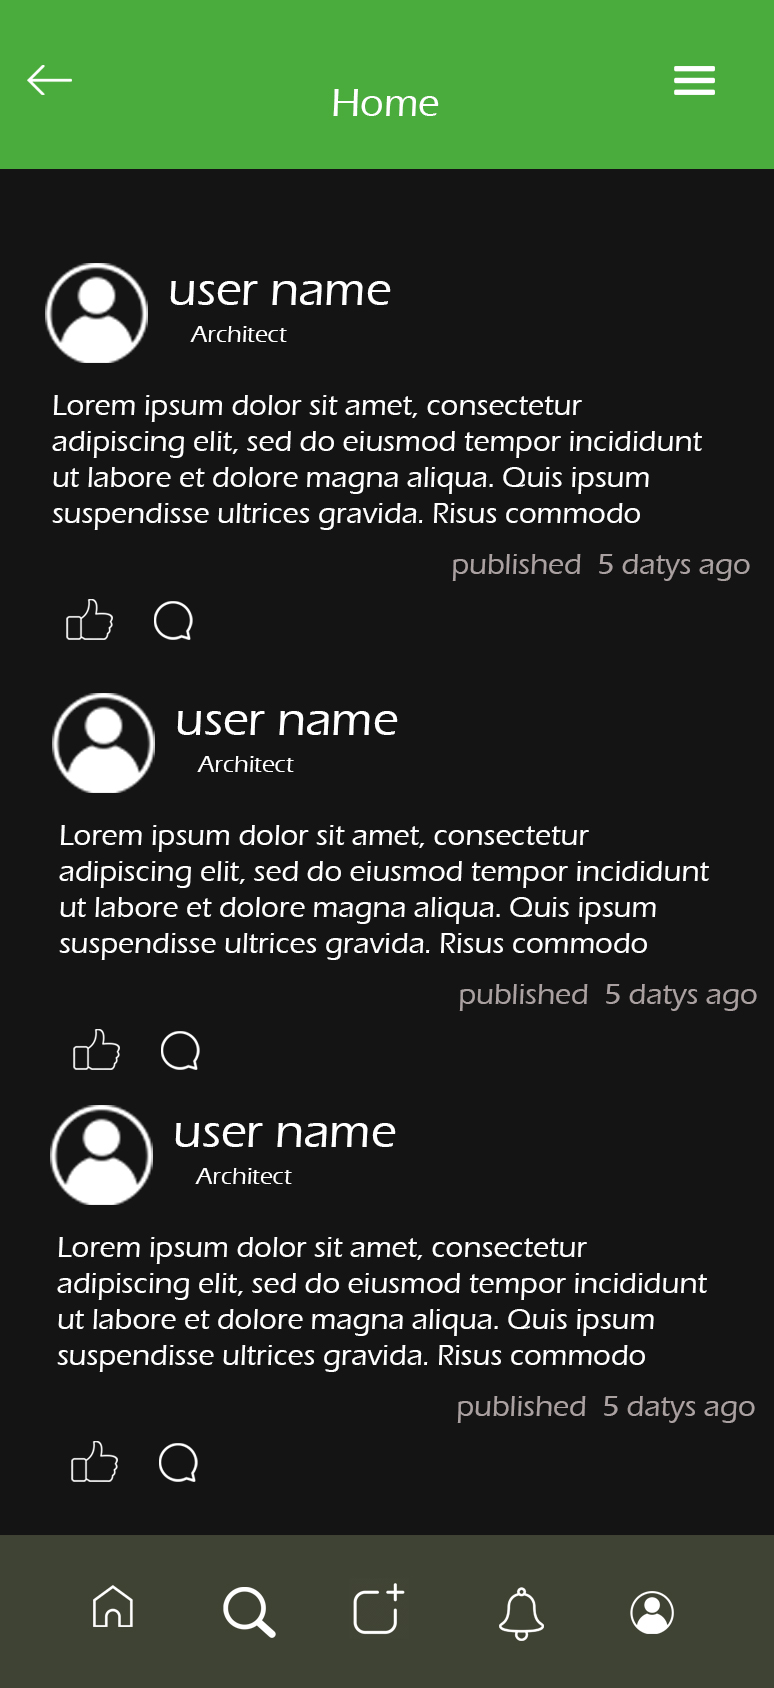 Home
user name
Architect
Lorem ipsum dolor sit amet, consectetur
adipiscing elit, sed do eiusmod tempor incididunt
ut labore et dolore magna aliqua. Quis ipsum
suspendisse ultrices gravida. Risus commodo
published 5 datys ago
user name
Architect
Lorem ipsum dolor sit amet, consectetur
adipiscing elit, sed do eiusmod tempor incididunt
ut labore et dolore magna aliqua. Quis ipsum
suspendisse ultrices gravida. Risus commodo
published 5 datys ago
user name
Architect
Lorem ipsum dolor sit amet, consectetur
adipiscing elit, sed do eiusmod tempor incididunt
ut labore et dolore magna aliqua. Quis ipsum
suspendisse ultrices gravida. Risus commodo
published 5 datys ago